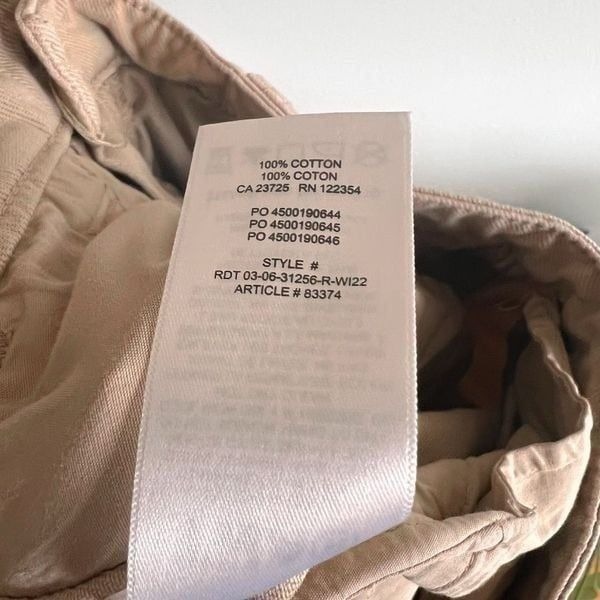 100% COTTON
100% COTON
CA 23725 RN 122354
PO 4500190644
PO 4500190645
PO 4500190646
STYLE #
RDT 03-06-31256-R-WI22
ARTICLE # 83374